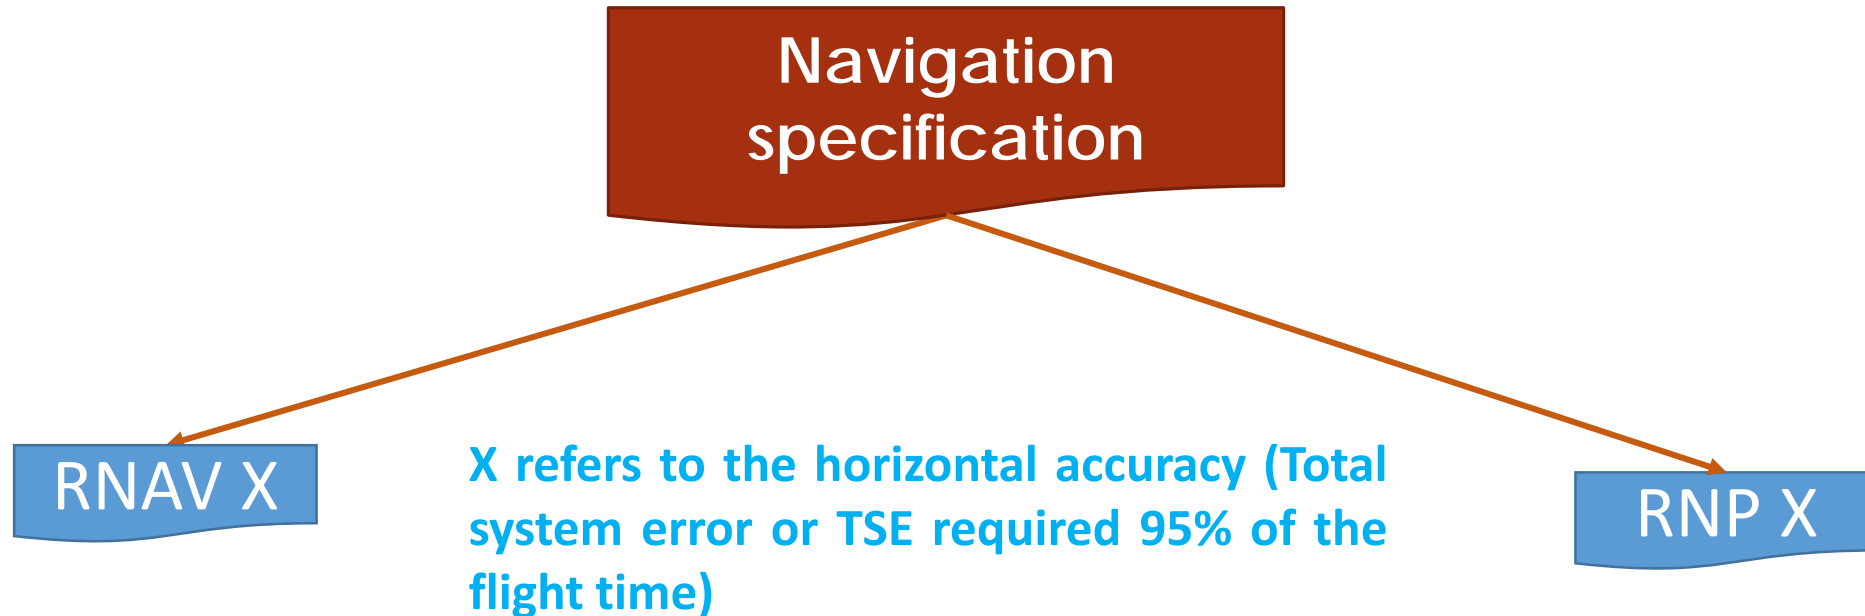 Navigation
specification
RNAV X
X refers to the horizontal accuracy (Total
system error or TSE required 95% of the
flight time)
RNP X